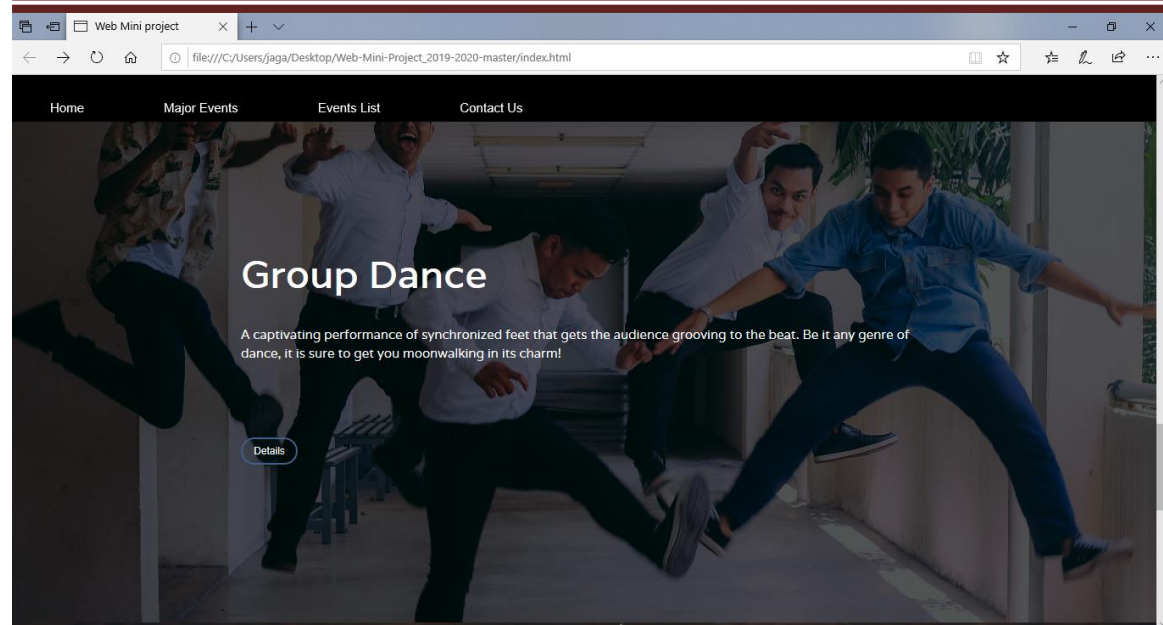 Web Mini project
file:///C:/Users/jaga/Desktop/Web-Mini-Project_2019-2020-master/index.html
Home Major Events Events List Contact Us
Group Dance
A captivating performance of synchronized feet that gets the audience grooving to the beat. Be it any genre of
dance, it is sure to get you moonwalking in its charm!
Details